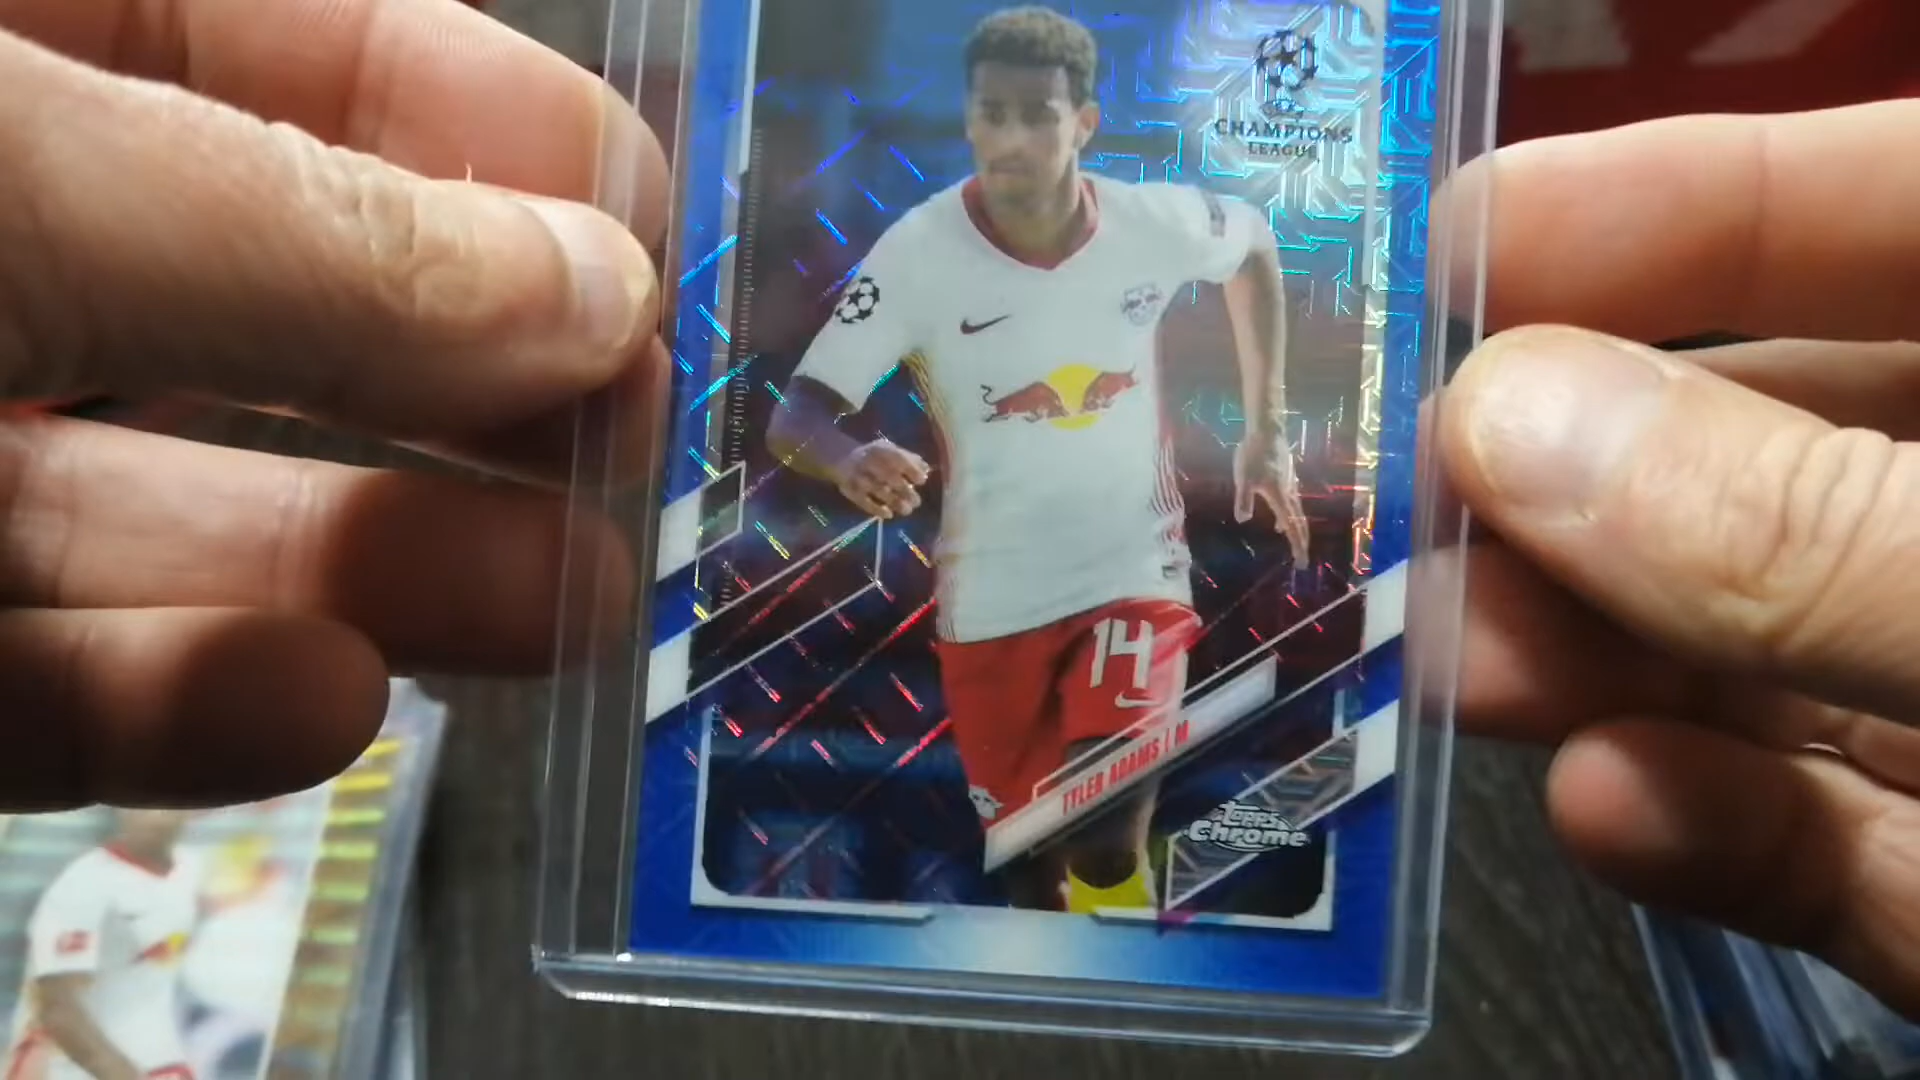 CHAMPIONS
LEAGUE
14
TYLER ADAMS | M
Topps
Chrome